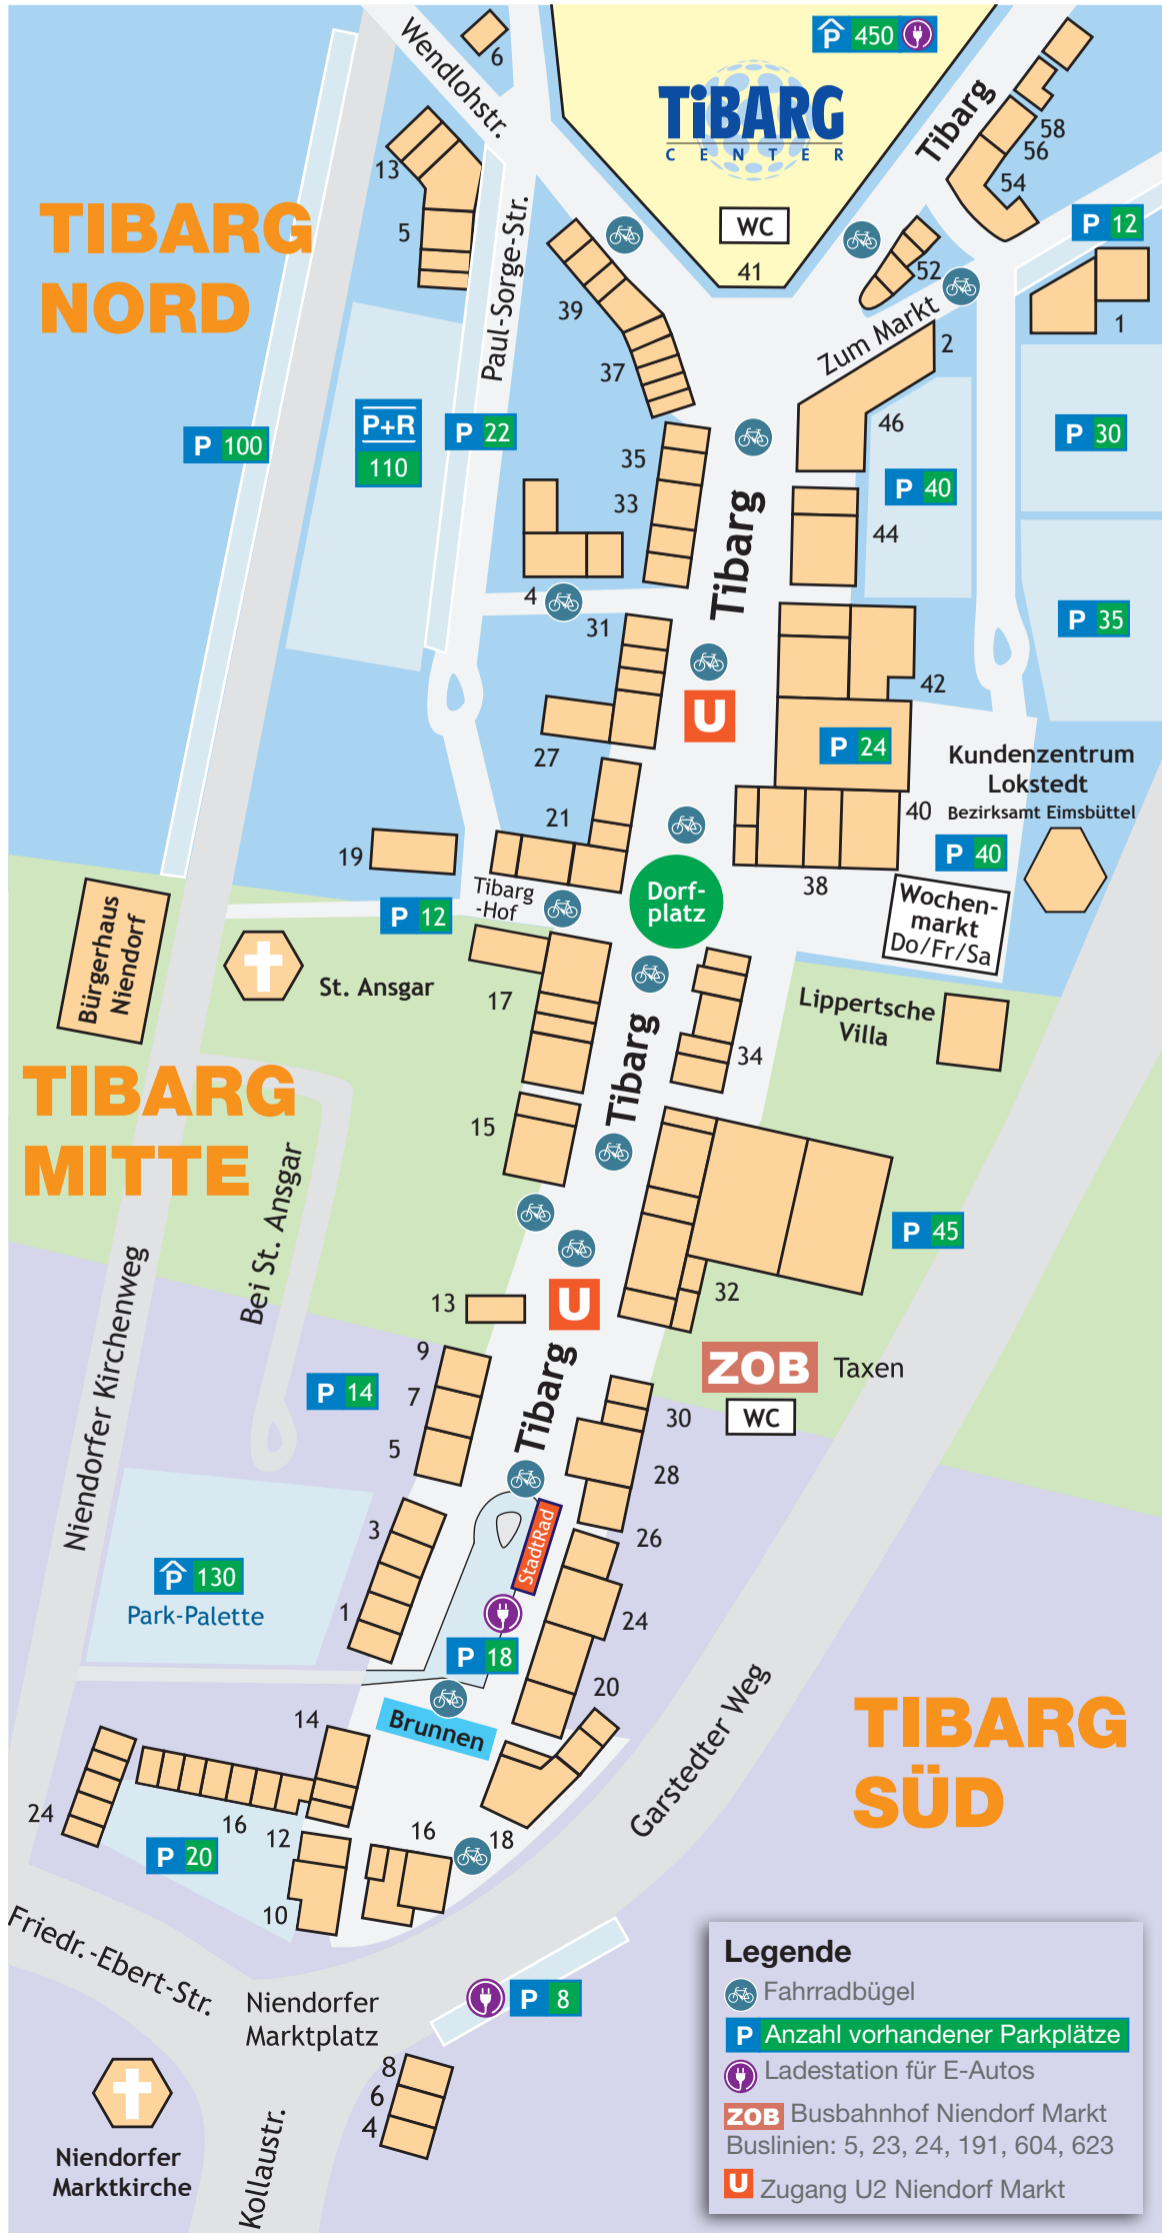 Wendlohstr.
6
P 450
TiBARG
CENTER
Tibarg
58
56
54
13
5
WC
41
P 12
52
1
TIBARG
NORD
Paul-Sorge-Str.
39
37
Zum Markt
2
46
P 100
P+R
110
P 22
35
33
P 40
P 30
44
Tibarg
4
31
P 35
42
U
27
P 24
Kundenzentrum
Lokstedt
Bezirksamt Eimsbüttel
21
40
P 40
19
38
Tibarg
-Hof
Dorf-
platz
P 12
Wochen-
markt
Do/Fr/Sa
Bürgerhaus
Niendorf
St. Ansgar
17
Lippertsche
Villa
Tibarg
34
TIBARG
MITTE
15
Bei St. Ansgar
P 45
Niendorfer Kirchenweg
13
U
32
9
7
5
P 14
Tibarg
ZOB Taxen
WC
30
28
26
3
StadtRad
P 130
Park-Palette
1
24
P 18
20
Brunnen
14
TIBARG
SÜD
Garstedter Weg
24
16
12
16
18
P 20
10
Friedr.-Ebert-Str.
Niendorfer
Marktplatz
P 8
8
6
4
Niendorfer
Marktkirche
Kollaustr.
Legende
Fahrradbügel
P Anzahl vorhandener Parkplätze
Ladestation für E-Autos
ZOB Busbahnhof Niendorf Markt
Buslinien: 5, 23, 24, 191, 604, 623
U Zugang U2 Niendorf Markt